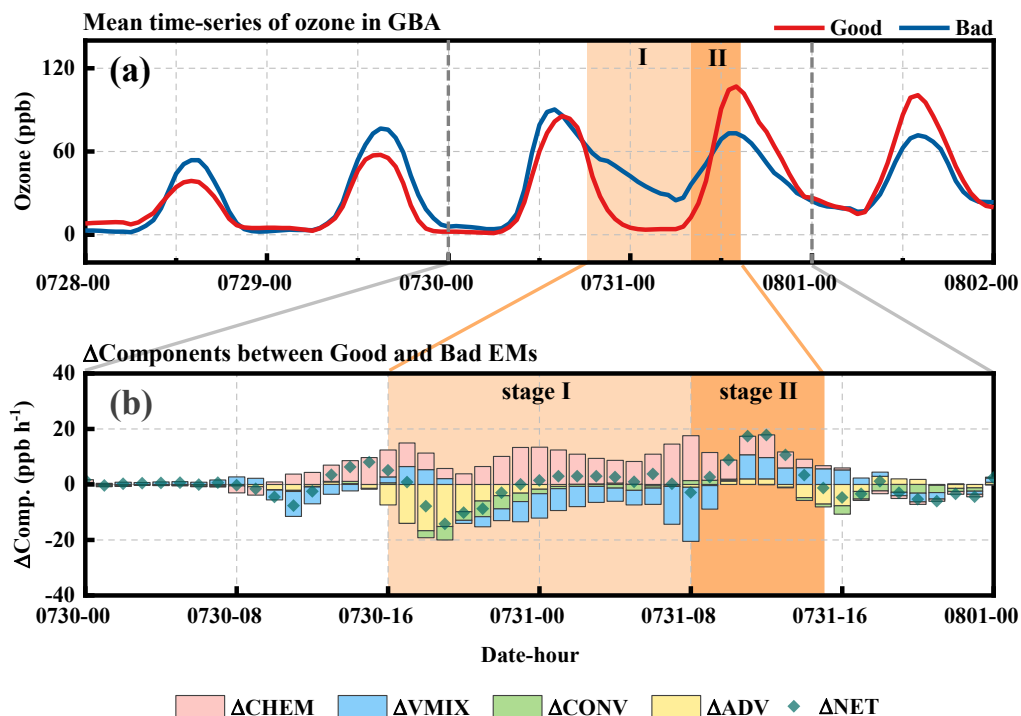 Mean time-series of ozone in GBA
Good
Bad
(a)
I
II
Ozone (ppb)
120
60
0
0728-00
0729-00
0730-00
0731-00
0801-00
0802-00
ΔComponents between Good and Bad EMs
(b)
stage I
stage II
ΔComp. (ppb h⁻¹)
40
20
0
-20
-40
0730-00
0730-08
0730-16
0731-00
0731-08
0731-16
0801-00
Date-hour
ΔCHEM
ΔVMIX
ΔCONV
ΔADV
ΔNET